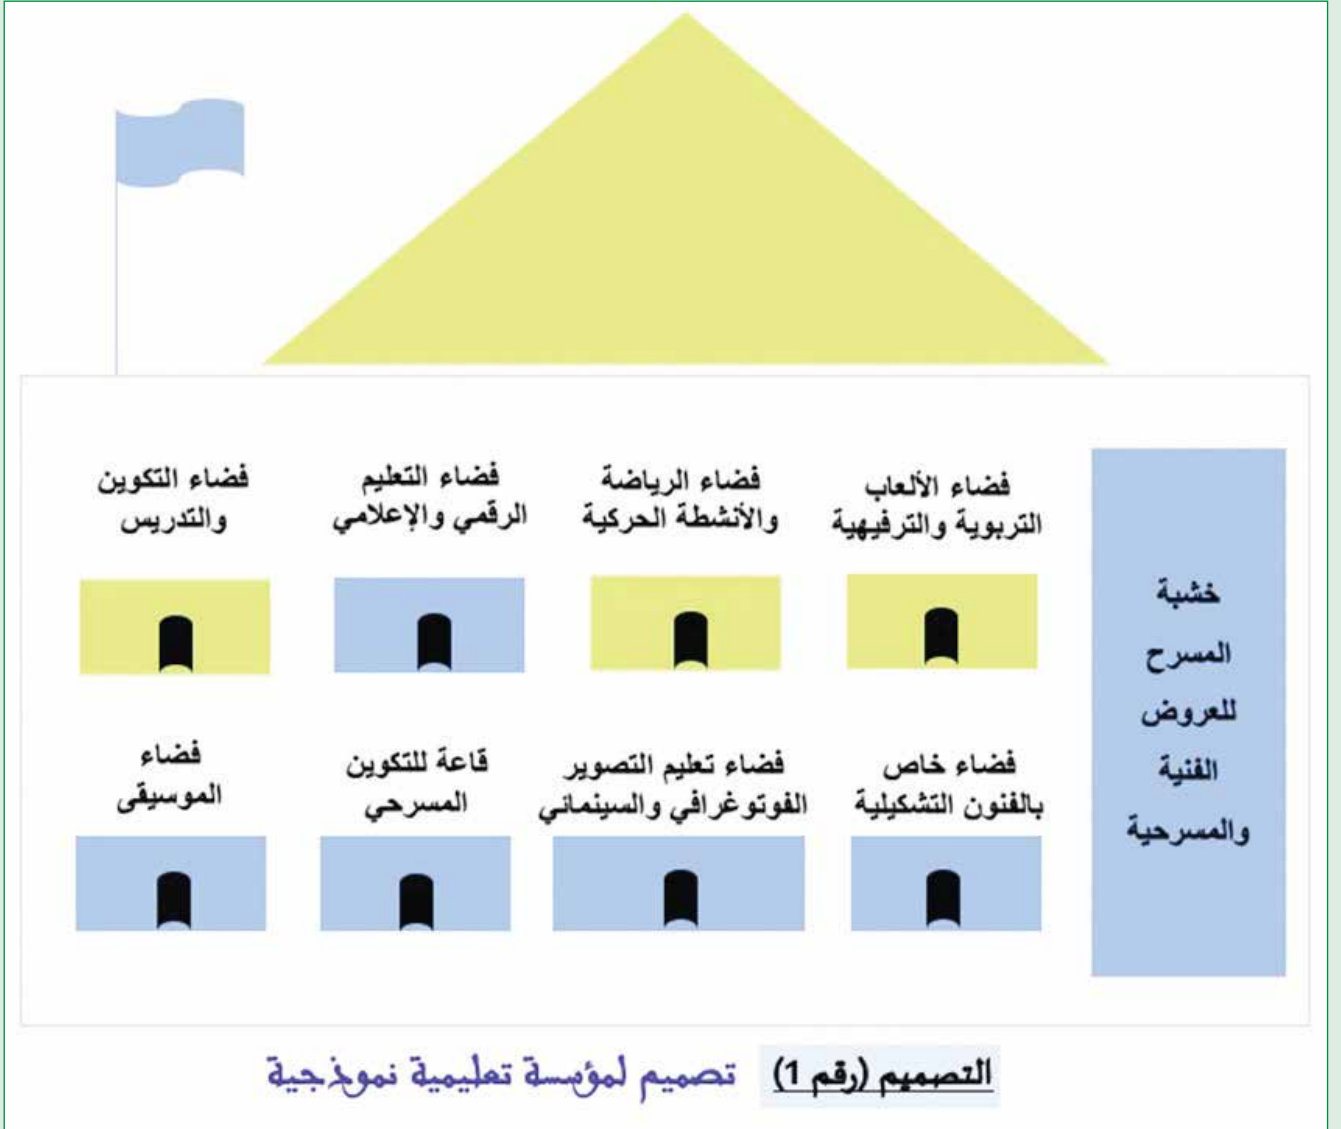 فضاء الألعاب
التربوية والترفيهية
فضاء الرياضة
والأنشطة الحركية
فضاء التعليم
الرقمي والإعلامي
فضاء التكوين
والتدريس
خشبة
المسرح
للعروض
الفنية
والمسرحية
فضاء خاص
بالفنون التشكيلية
فضاء تعليم التصوير
الفوتوغرافي والسينمائي
قاعة للتكوين
المسرحي
فضاء
الموسيقى
التصميم (رقم 1) تصميم لمؤسسة تعليمية نموذجية